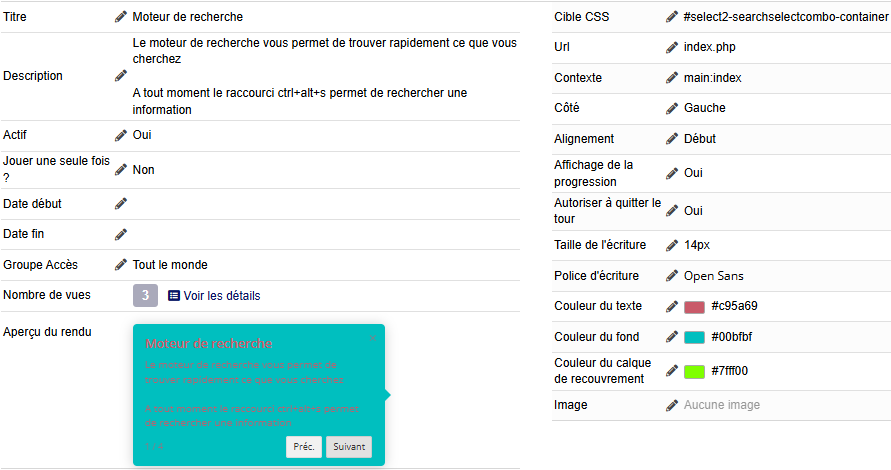 Titre
Moteur de recherche
Description
Le moteur de recherche vous permet de trouver rapidement ce que vous
cherchez
A tout moment le raccourci ctrl+alt+s permet de rechercher une
information
Actif
Oui
Jouer une seule fois
?
Non
Date début
Date fin
Groupe Accès
Tout le monde
Nombre de vues
3
Voir les détails
Aperçu du rendu
Moteur de recherche
Le moteur de recherche vous permet de
trouver rapidement ce que vous cherchez
A tout moment le raccourci ctrl+alt+s permet
de rechercher une information
Préc.
Suivant
Cible CSS
#select2-searchselectcombo-container
Url
index.php
Contexte
main:index
Côté
Gauche
Alignement
Début
Affichage de la
progression
Oui
Autoriser à quitter le
tour
Oui
Taille de l'écriture
14px
Police d'écriture
Open Sans
Couleur du texte
#c95a69
Couleur du fond
#00bfbf
Couleur du calque
de recouvrement
#7fff00
Image
Aucune image